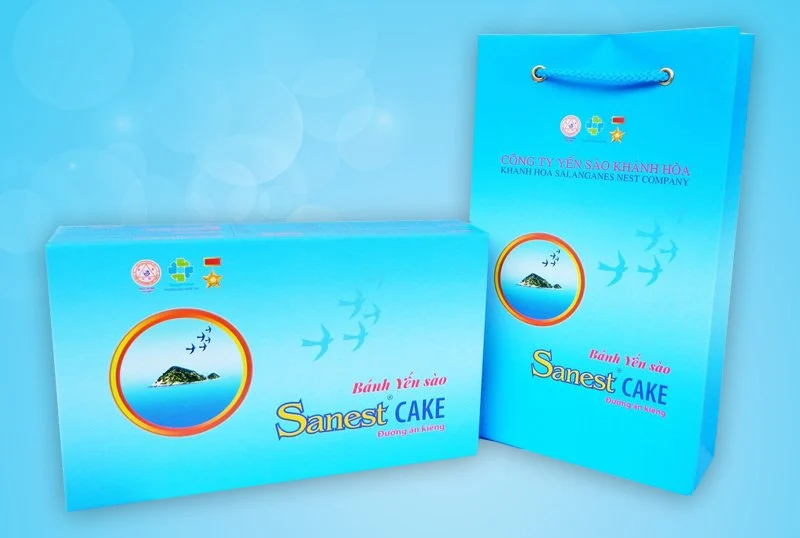 Bánh Yến sào
Sanest® CAKE
Đường ăn kiêng
CÔNG TY YẾN SÀO KHÁNH HÒA
KHANH HOA SALANGANES NEST COMPANY
Bánh Yến sào
Sanest® CAKE
Đường ăn kiêng